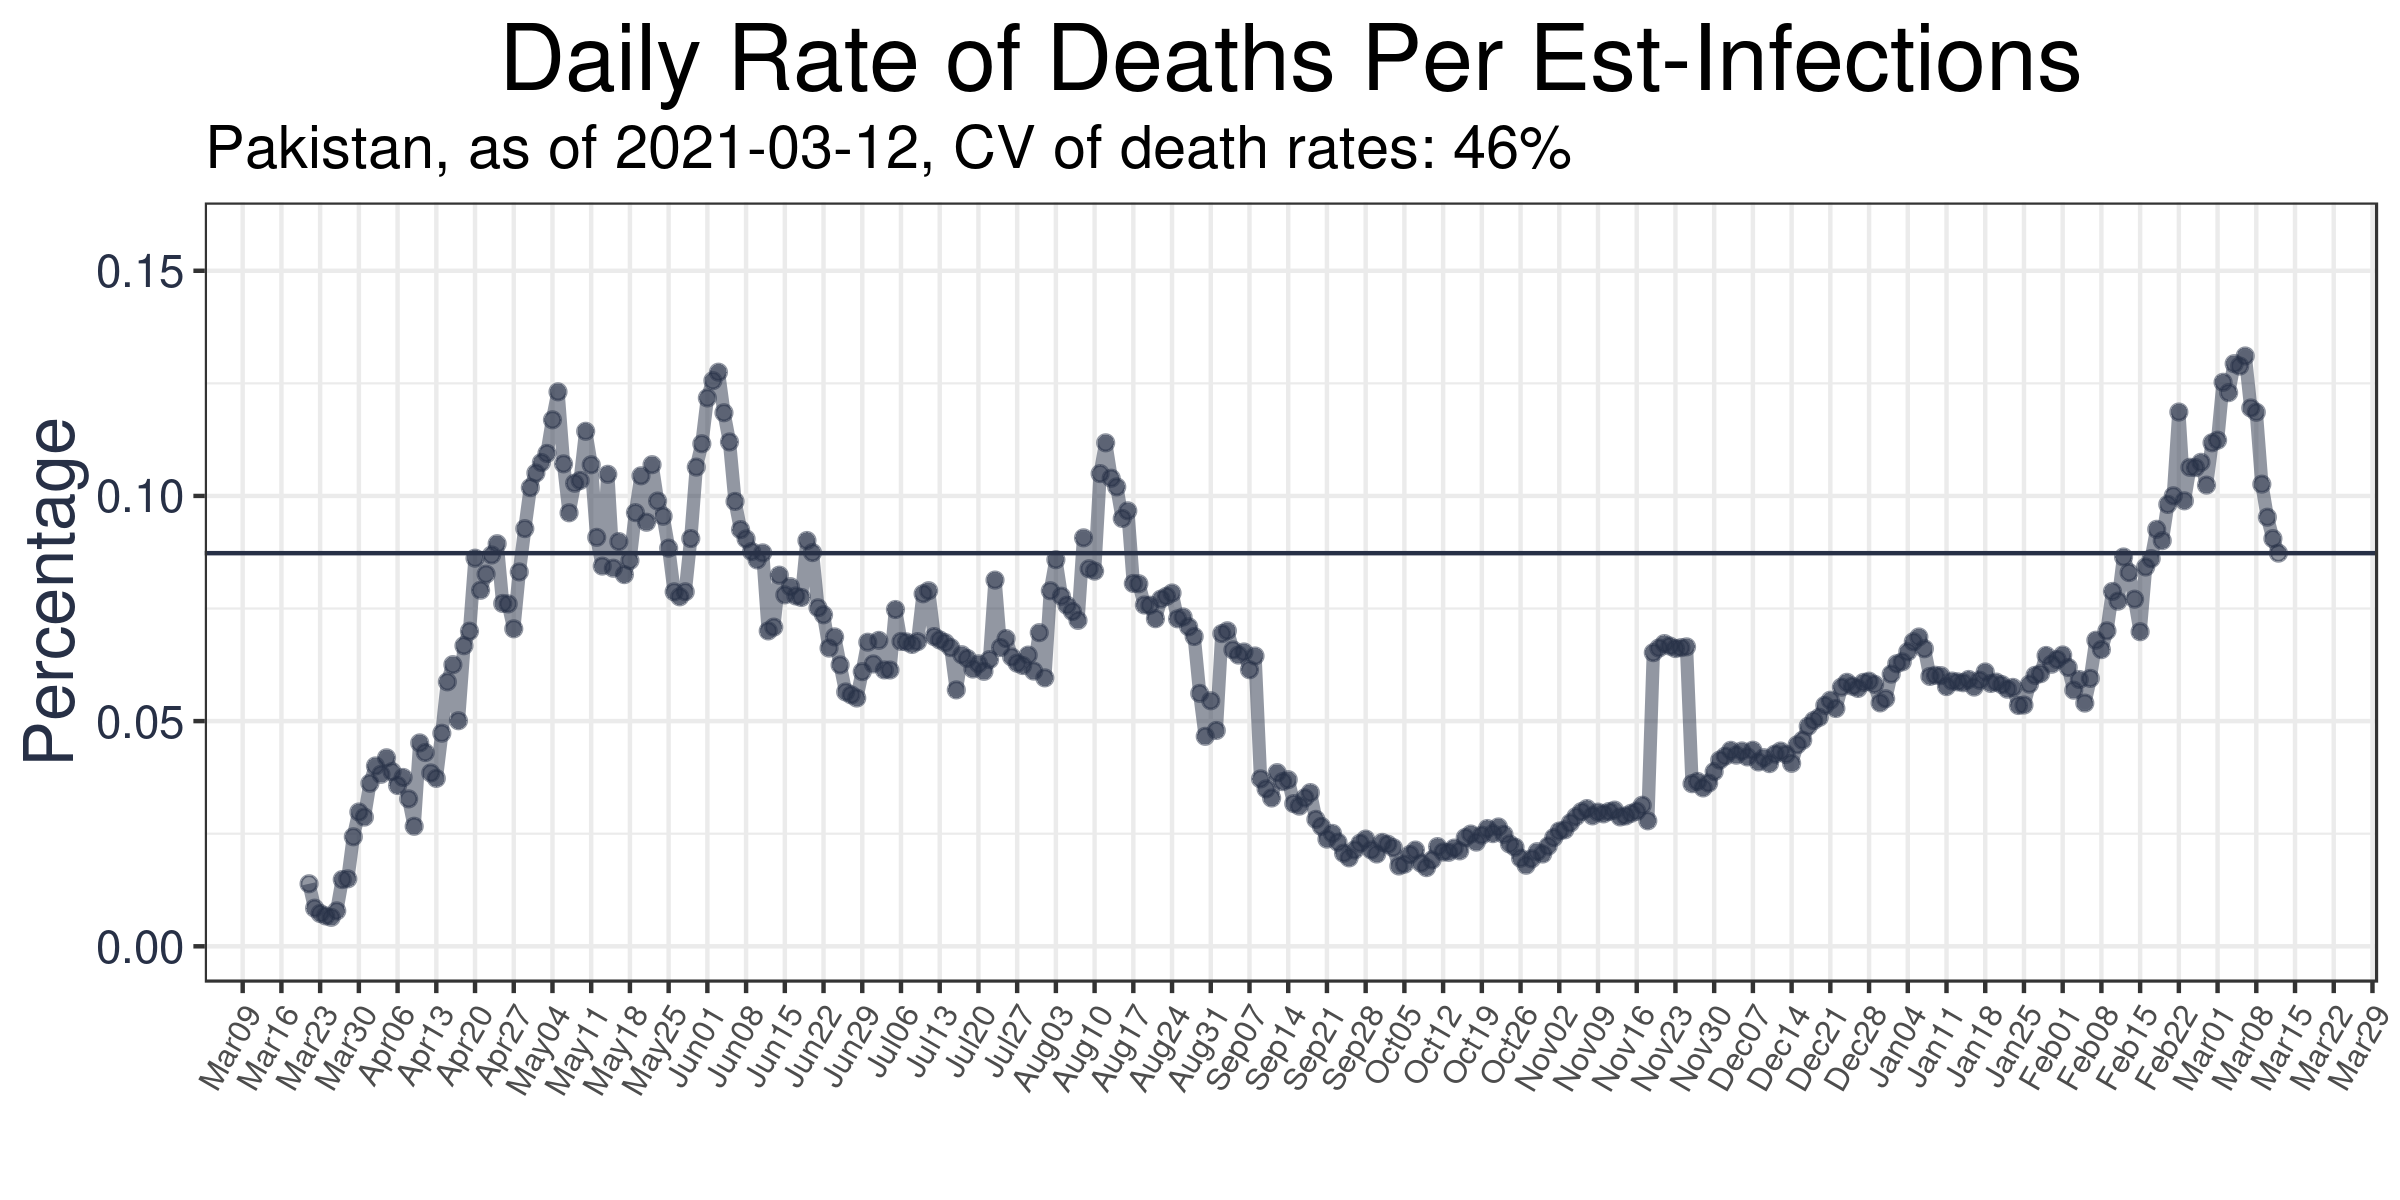 Daily Rate of Deaths Per Est-Infections
Pakistan, as of 2021-03-12, CV of death rates: 46%
Percentage
0.15
0.10
0.05
0.00
Mar09
Mar16
Mar23
Mar30
Apr06
Apr13
Apr20
Apr27
May04
May11
May18
May25
Jun01
Jun08
Jun15
Jun22
Jun29
Jul06
Jul13
Jul20
Jul27
Aug03
Aug10
Aug17
Aug24
Aug31
Sep07
Sep14
Sep21
Sep28
Oct05
Oct12
Oct19
Oct26
Nov02
Nov09
Nov16
Nov23
Nov30
Dec07
Dec14
Dec21
Dec28
Jan04
Jan11
Jan18
Jan25
Feb01
Feb08
Feb15
Feb22
Mar01
Mar08
Mar15
Mar22
Mar29